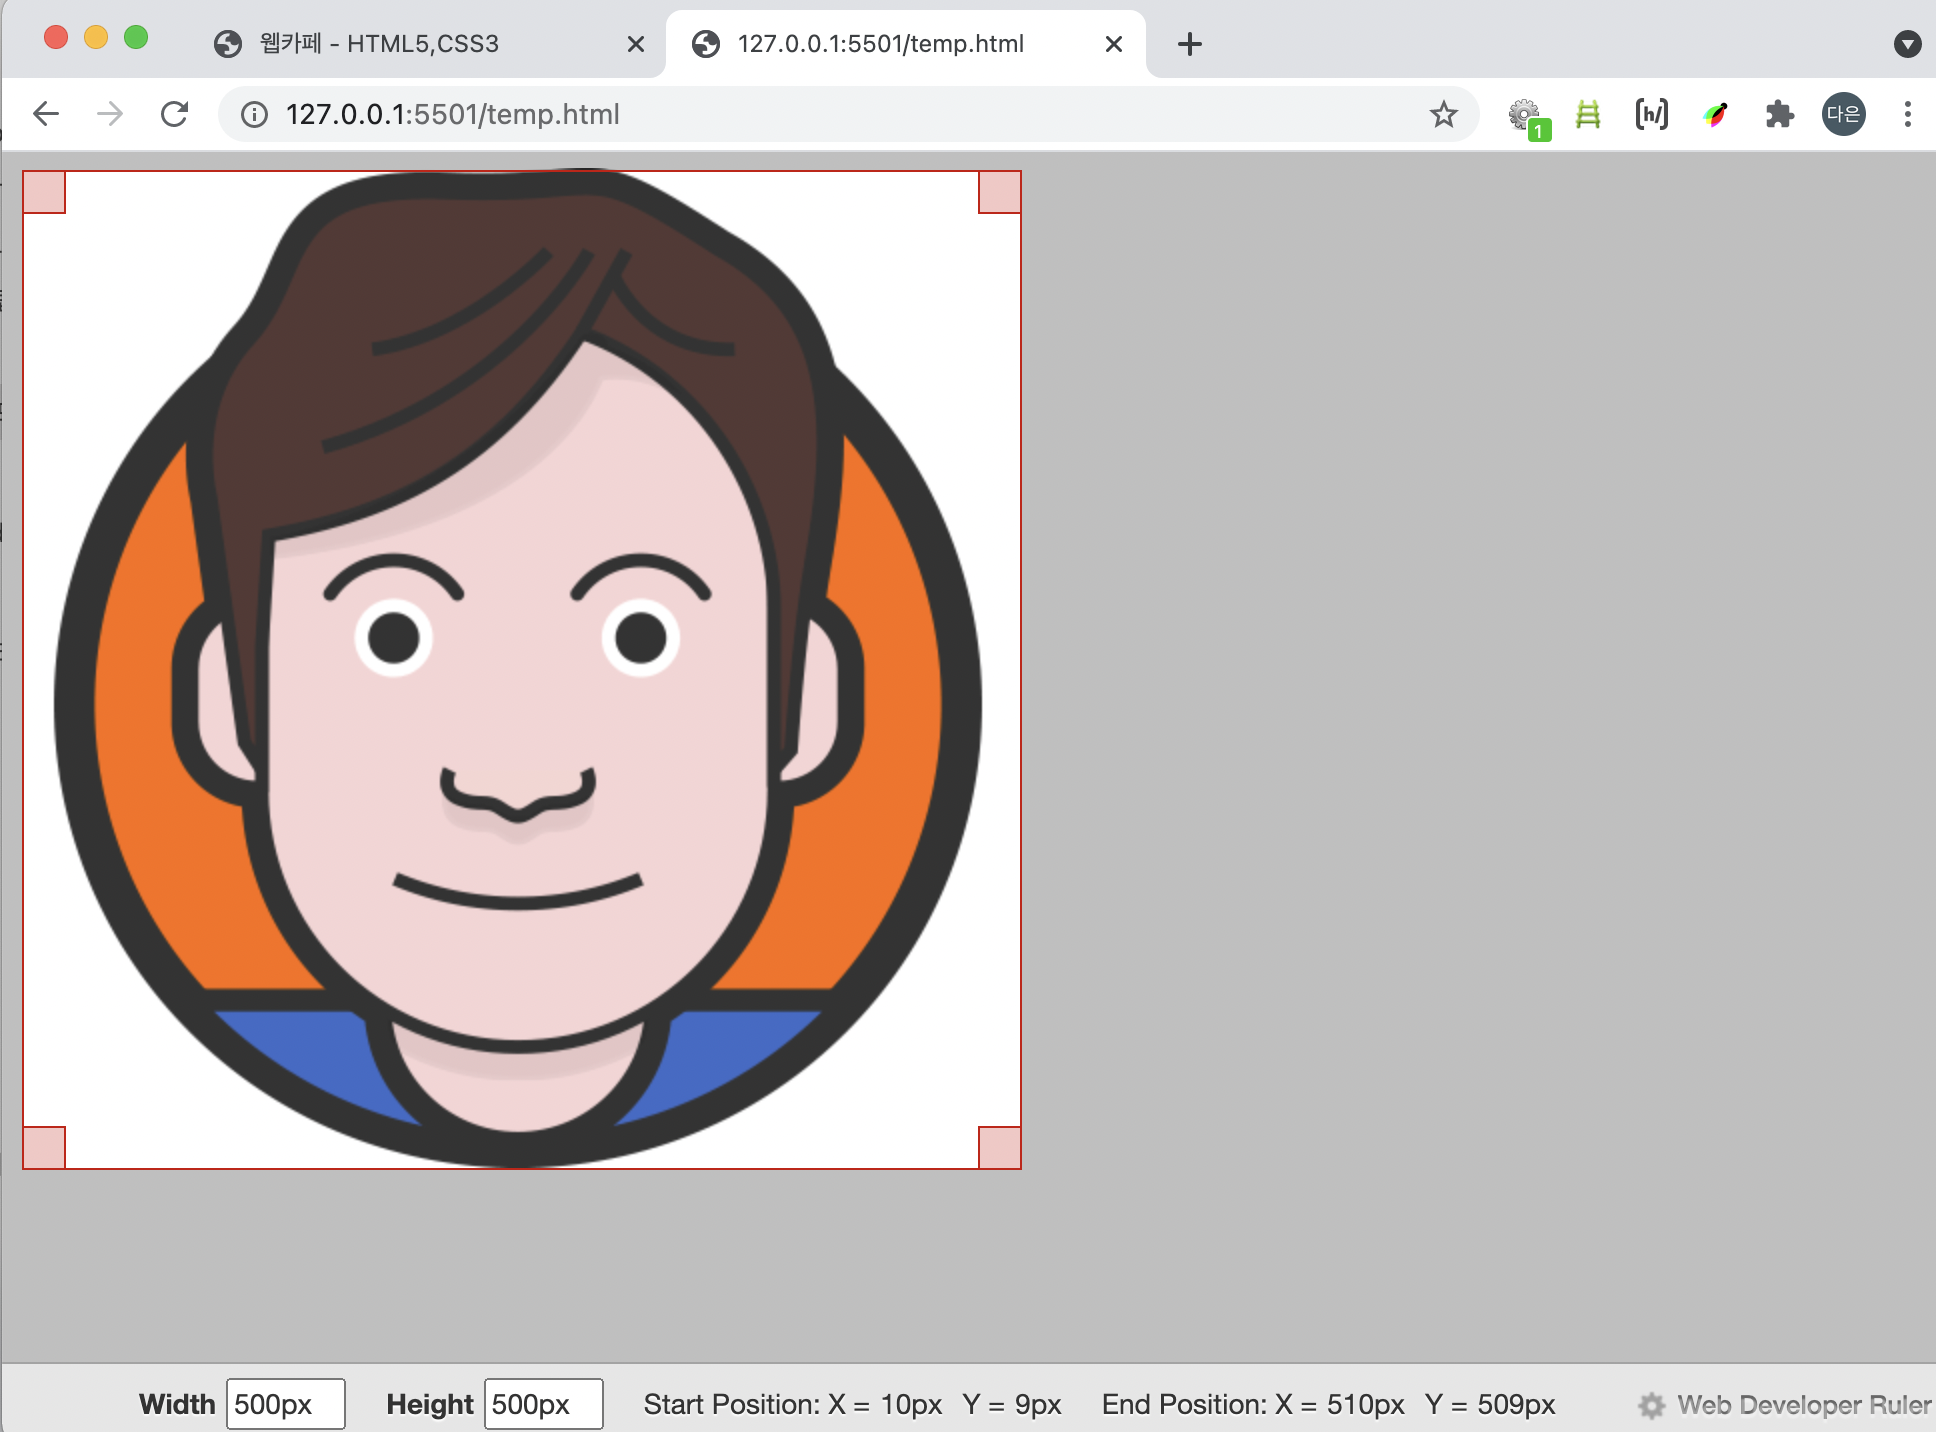 웹카페 - HTML5,CSS3
127.0.0.1:5501/temp.html
127.0.0.1:5501/temp.html
1
[h/]
다은
Width 500px Height 500px Start Position: X = 10px Y = 9px End Position: X = 510px Y = 509px Web Developer Ruler